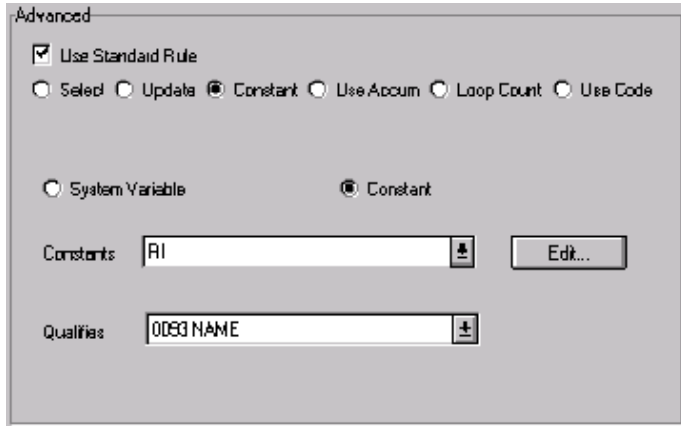 Advanced
Use Standard Rule
Select Update Constant Use Accum Loop Count Use Code
System Variable Constant
Constants RI Edit...
Qualifies 0093 NAME